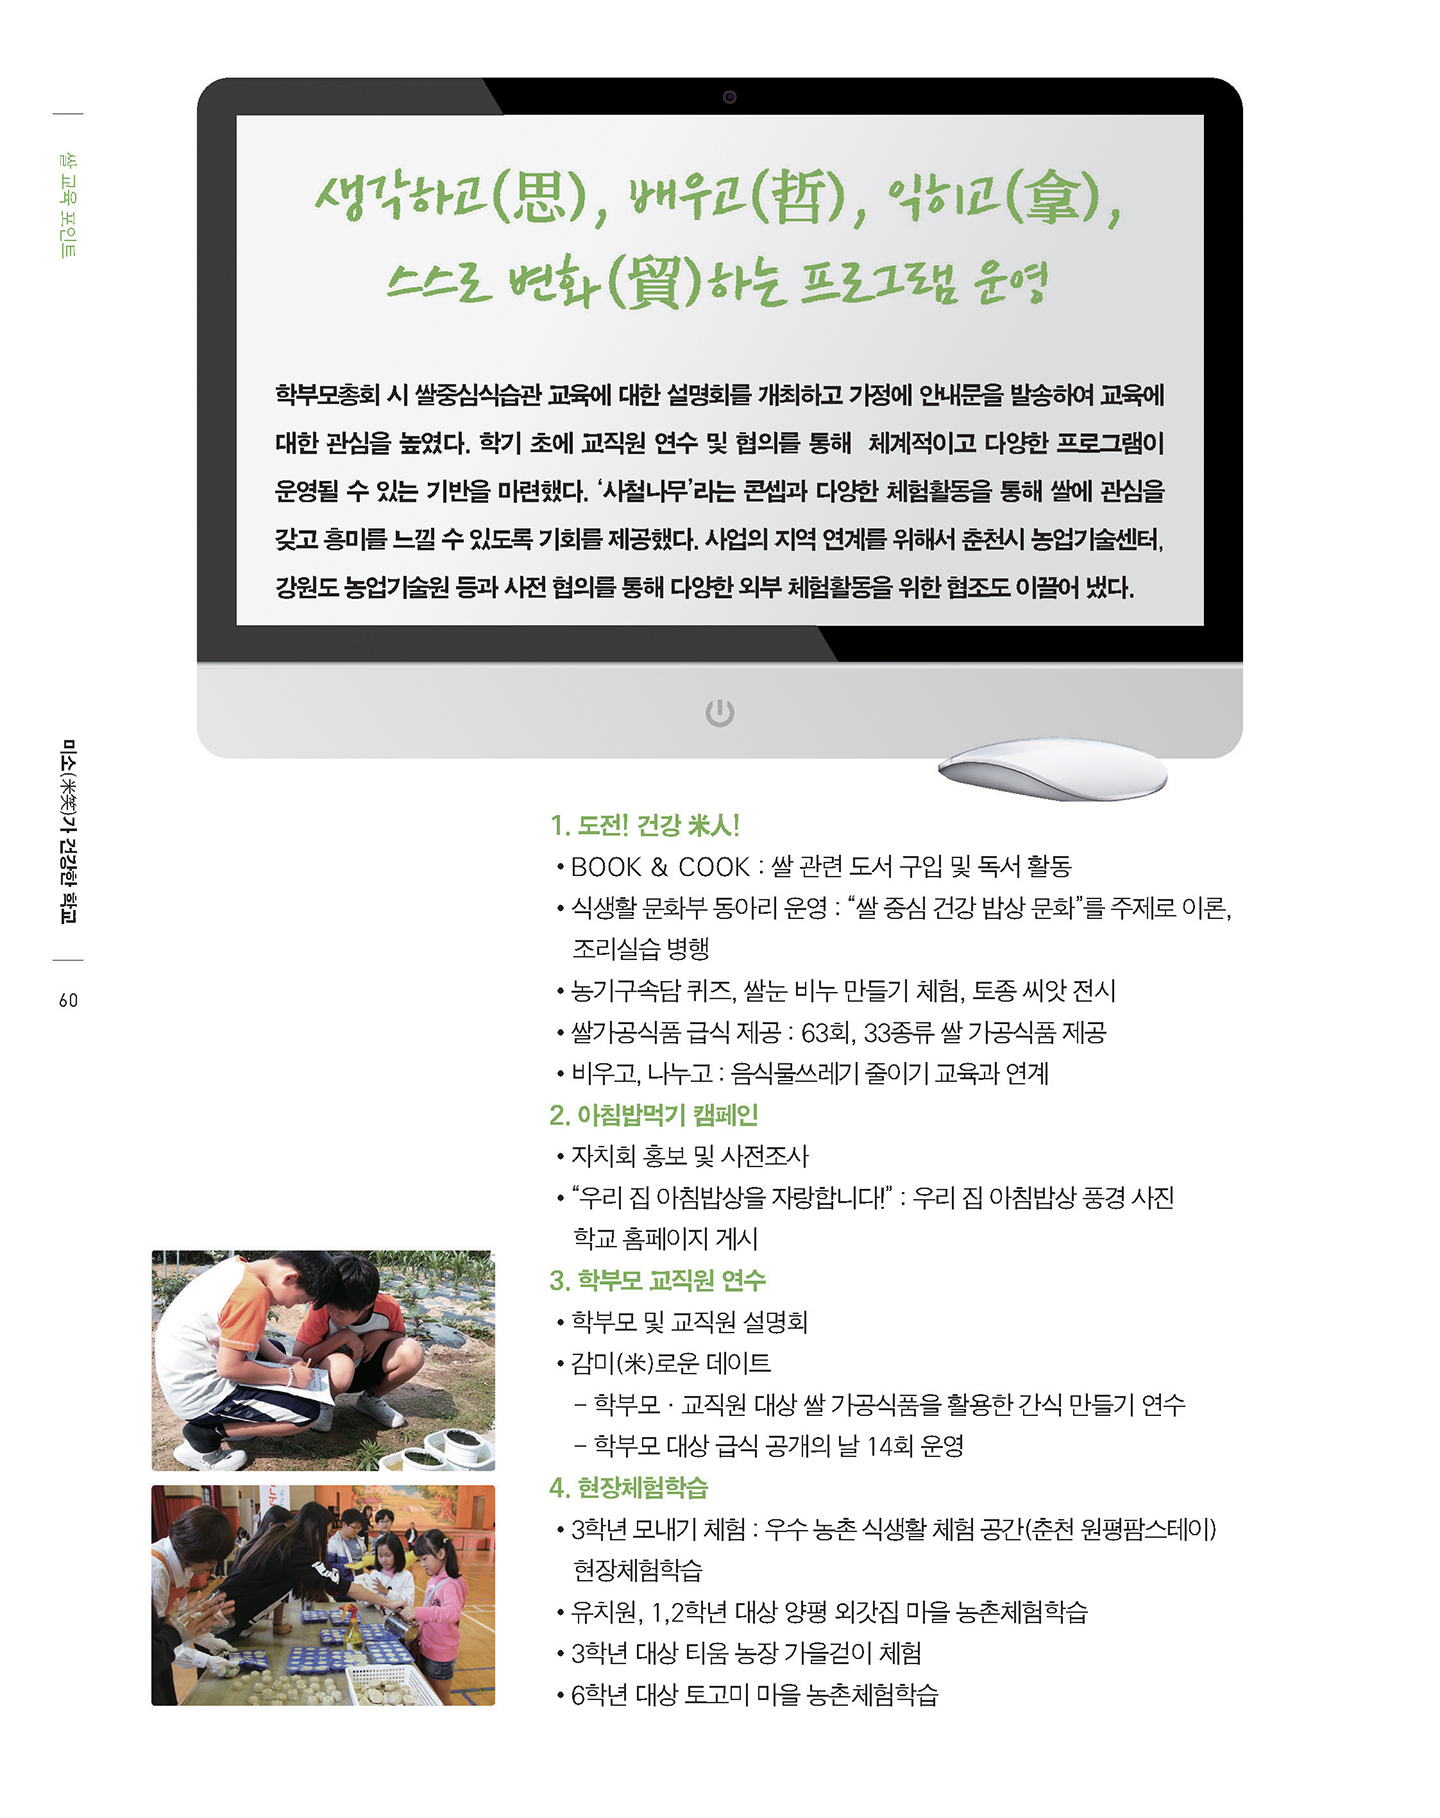 쌀 교육 포인트
미소(米笑)가 건강한 학교
60
생각하고(思), 배우고(哲), 익히고(拿),
스스로 변화(貿)하는 프로그램 운영
학부모총회 시 쌀중심식습관 교육에 대한 설명회를 개최하고 가정에 안내문을 발송하여 교육에
대한 관심을 높였다. 학기 초에 교직원 연수 및 협의를 통해 체계적이고 다양한 프로그램이
운영될 수 있는 기반을 마련했다. ‘사철나무’라는 콘셉과 다양한 체험활동을 통해 쌀에 관심을
갖고 흥미를 느낄 수 있도록 기회를 제공했다. 사업의 지역 연계를 위해서 춘천시 농업기술센터,
강원도 농업기술원 등과 사전 협의를 통해 다양한 외부 체험활동을 위한 협조도 이끌어 냈다.
1. 도전! 건강 米人!
• BOOK & COOK : 쌀 관련 도서 구입 및 독서 활동
• 식생활 문화부 동아리 운영 : “쌀 중심 건강 밥상 문화”를 주제로 이론,
조리실습 병행
• 농기구속담 퀴즈, 쌀눈 비누 만들기 체험, 토종 씨앗 전시
• 쌀가공식품 급식 제공 : 63회, 33종류 쌀 가공식품 제공
• 비우고, 나누고 : 음식물쓰레기 줄이기 교육과 연계
2. 아침밥먹기 캠페인
• 자치회 홍보 및 사전조사
• “우리 집 아침밥상을 자랑합니다!” : 우리 집 아침밥상 풍경 사진
학교 홈페이지 게시
3. 학부모 교직원 연수
• 학부모 및 교직원 설명회
• 감미(米)로운 데이트
– 학부모 · 교직원 대상 쌀 가공식품을 활용한 간식 만들기 연수
– 학부모 대상 급식 공개의 날 14회 운영
4. 현장체험학습
• 3학년 모내기 체험 : 우수 농촌 식생활 체험 공간(춘천 원평팜스테이)
현장체험학습
• 유치원, 1,2학년 대상 양평 외갓집 마을 농촌체험학습
• 3학년 대상 티움 농장 가을걷이 체험
• 6학년 대상 토고미 마을 농촌체험학습